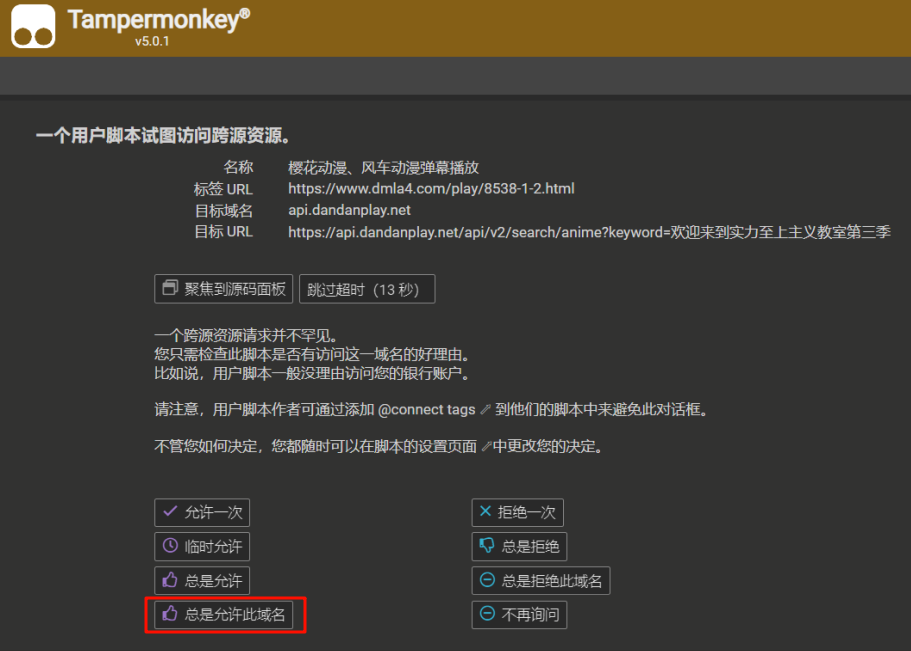 Tampermonkey®
v5.0.1
一个用户脚本试图访问跨源资源。
名称 樱花动漫、风车动漫弹幕播放
标签 URL https://www.dmla4.com/play/8538-1-2.html
目标域名 api.dandanplay.net
目标 URL https://api.dandanplay.net/api/v2/search/anime?keyword=欢迎来到实力至上主义教室第三季
聚焦到源码面板 跳过超时（13 秒）
一个跨源资源请求并不罕见。
您只需检查此脚本是否有访问这一域名的好理由。
比如说，用户脚本一般没理由访问您的银行账户。
请注意，用户脚本作者可通过添加 @connect tags 到他们的脚本中来避免此对话框。
不管您如何决定，您都随时可以在脚本的设置页面 中更改您的决定。
允许一次 拒绝一次
临时允许 总是拒绝
总是允许 总是拒绝此域名
总是允许此域名 不再询问